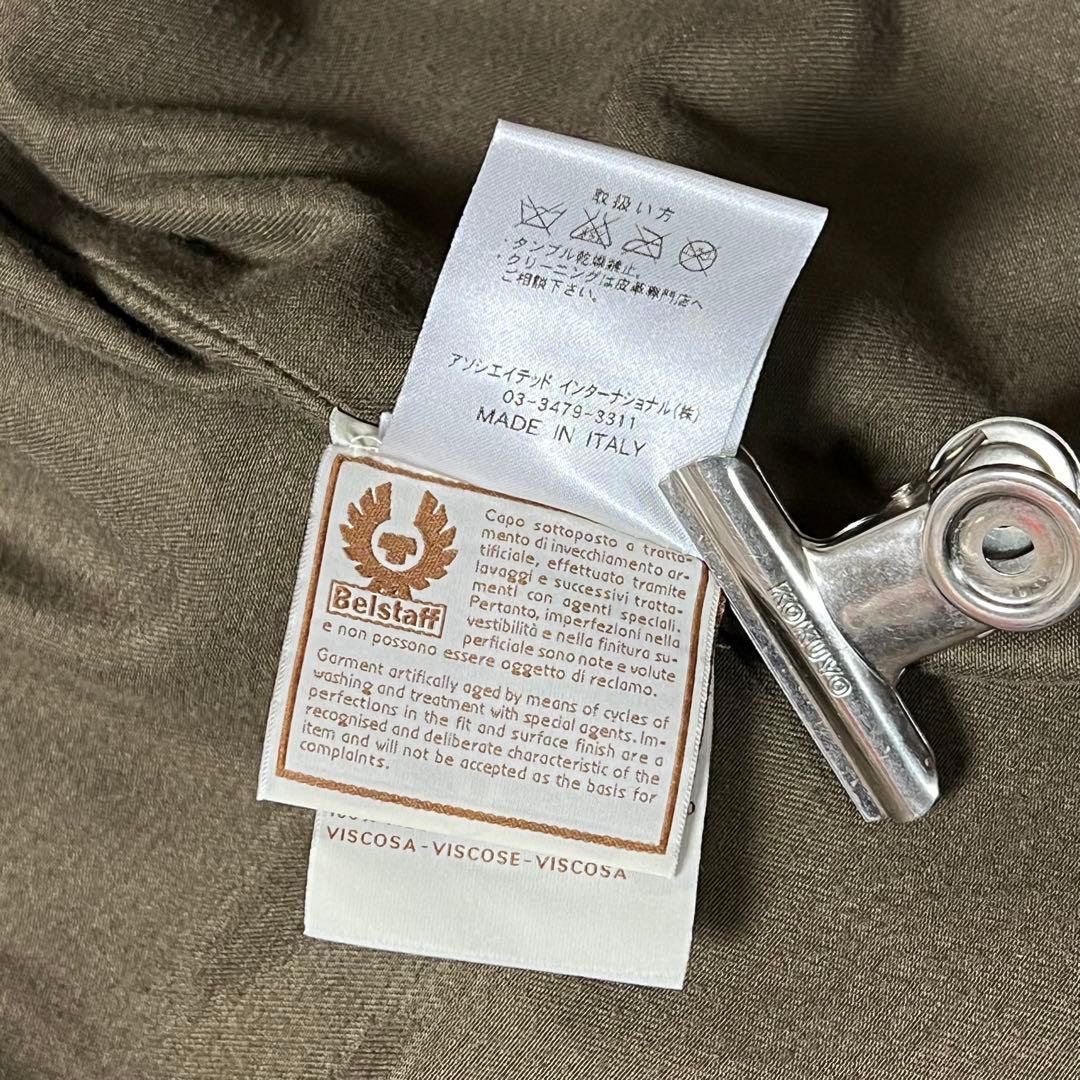 取扱い方
・タンブル乾燥禁止。
・クリーニングは皮革専門店へ
ご相談下さい。
アソシエイテッド インターナショナル(株)
03-3479-3311
MADE IN ITALY
Belstaff
Capo sottoposto a tratta-
mento di invecchiamento ar-
tificiale, effettuato tramite
lavaggi e successivi tratta-
menti con agenti speciali.
Pertanto, imperfezioni nella
vestibilità e nella finitura su-
perficiale sono note e volute
e non possono essere oggetto di reclamo.
Garment artifically aged by means of cycles of
washing and treatment with special agents. Im-
perfections in the fit and surface finish are a
recognised and deliberate characteristic of the
item and will not be accepted as the basis for
complaints.
VISCOSA-VISCOSE-VISCOSA
KOKUYO